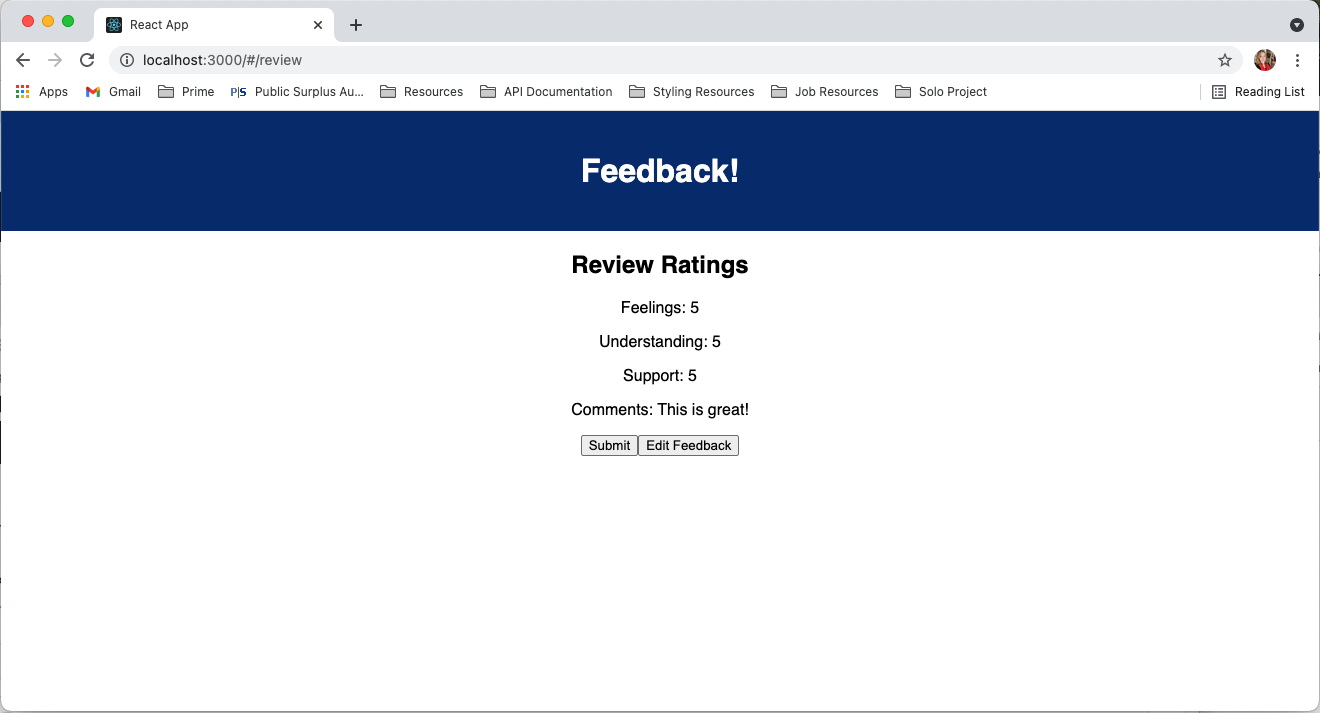 React App
localhost:3000/#/review
Apps Gmail Prime P|S Public Surplus Au... Resources API Documentation Styling Resources Job Resources Solo Project Reading List
Feedback!
Review Ratings
Feelings: 5
Understanding: 5
Support: 5
Comments: This is great!
Submit Edit Feedback